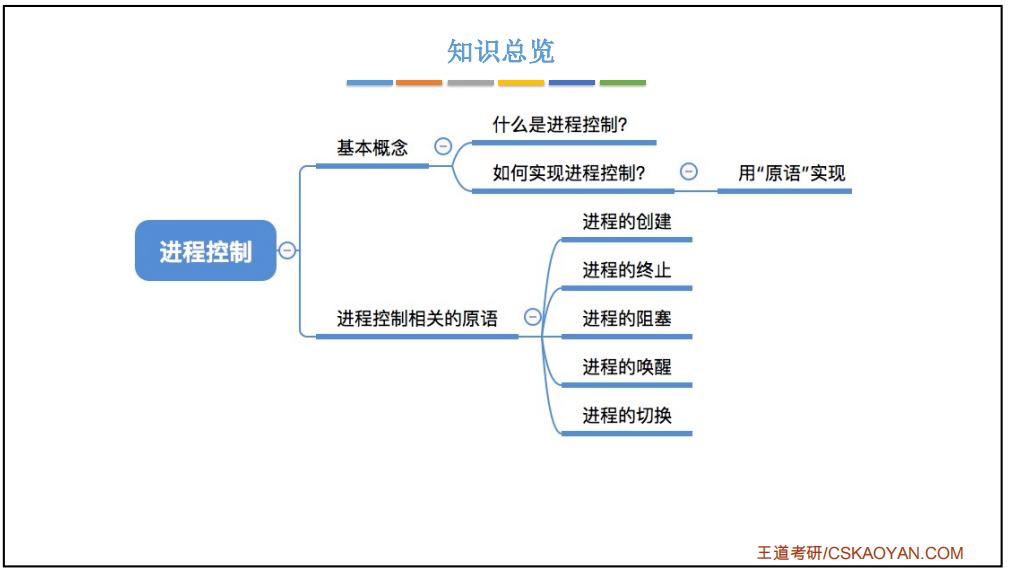 知识总览
什么是进程控制?
基本概念
如何实现进程控制?
用“原语”实现
进程的创建
进程控制
进程的终止
进程控制相关的原语
进程的阻塞
进程的唤醒
进程的切换
王道考研/CSKAOYAN.COM